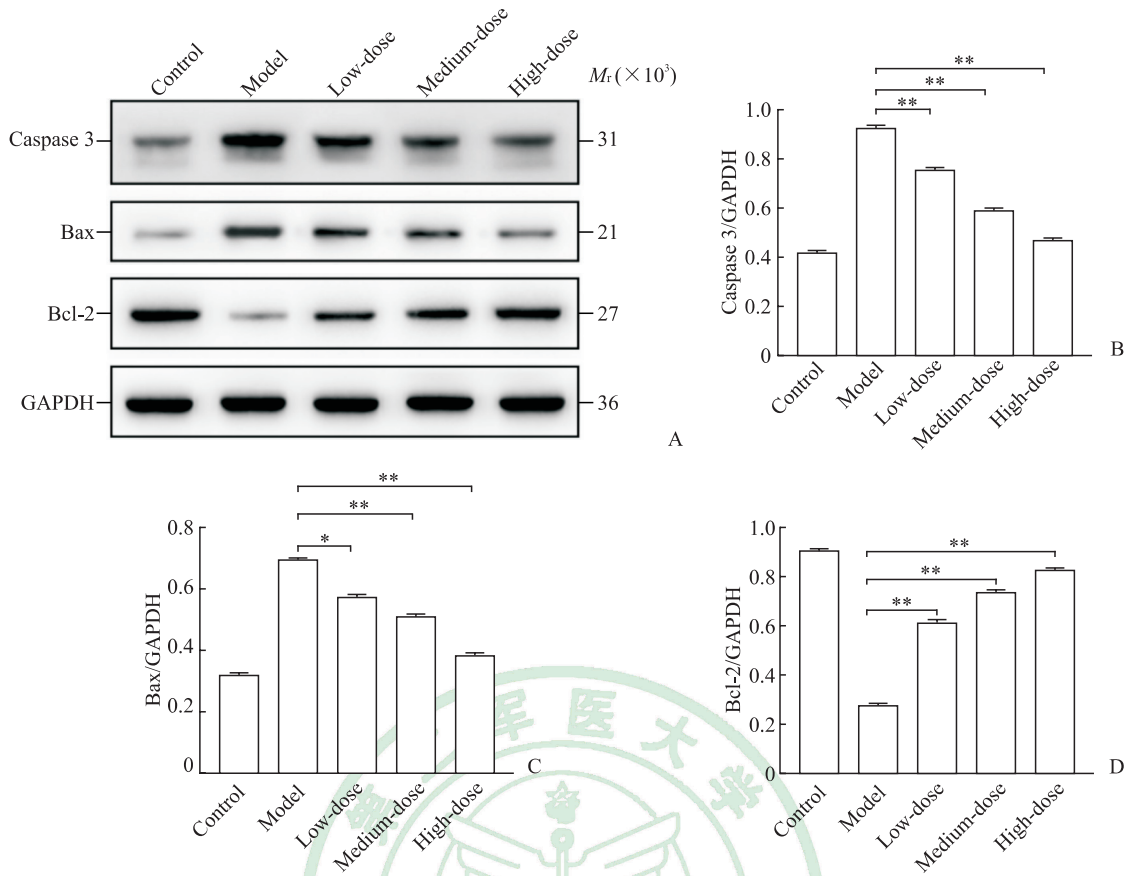 Control
Model
Low-dose
Medium-dose
High-dose
Mr(×10³)
Caspase 3
31
Bax
21
Bcl-2
27
GAPDH
36
A
**
**
**
1.0
0.8
0.6
0.4
0.2
0
Caspase 3/GAPDH
Control
Model
Low-dose
Medium-dose
High-dose
B
**
**
*
0.8
0.6
0.4
0.2
0
Bax/GAPDH
Control
Model
Low-dose
Medium-dose
High-dose
C
**
**
**
1.0
0.8
0.6
0.4
0.2
0
Bcl-2/GAPDH
Control
Model
Low-dose
Medium-dose
High-dose
D
军医大学